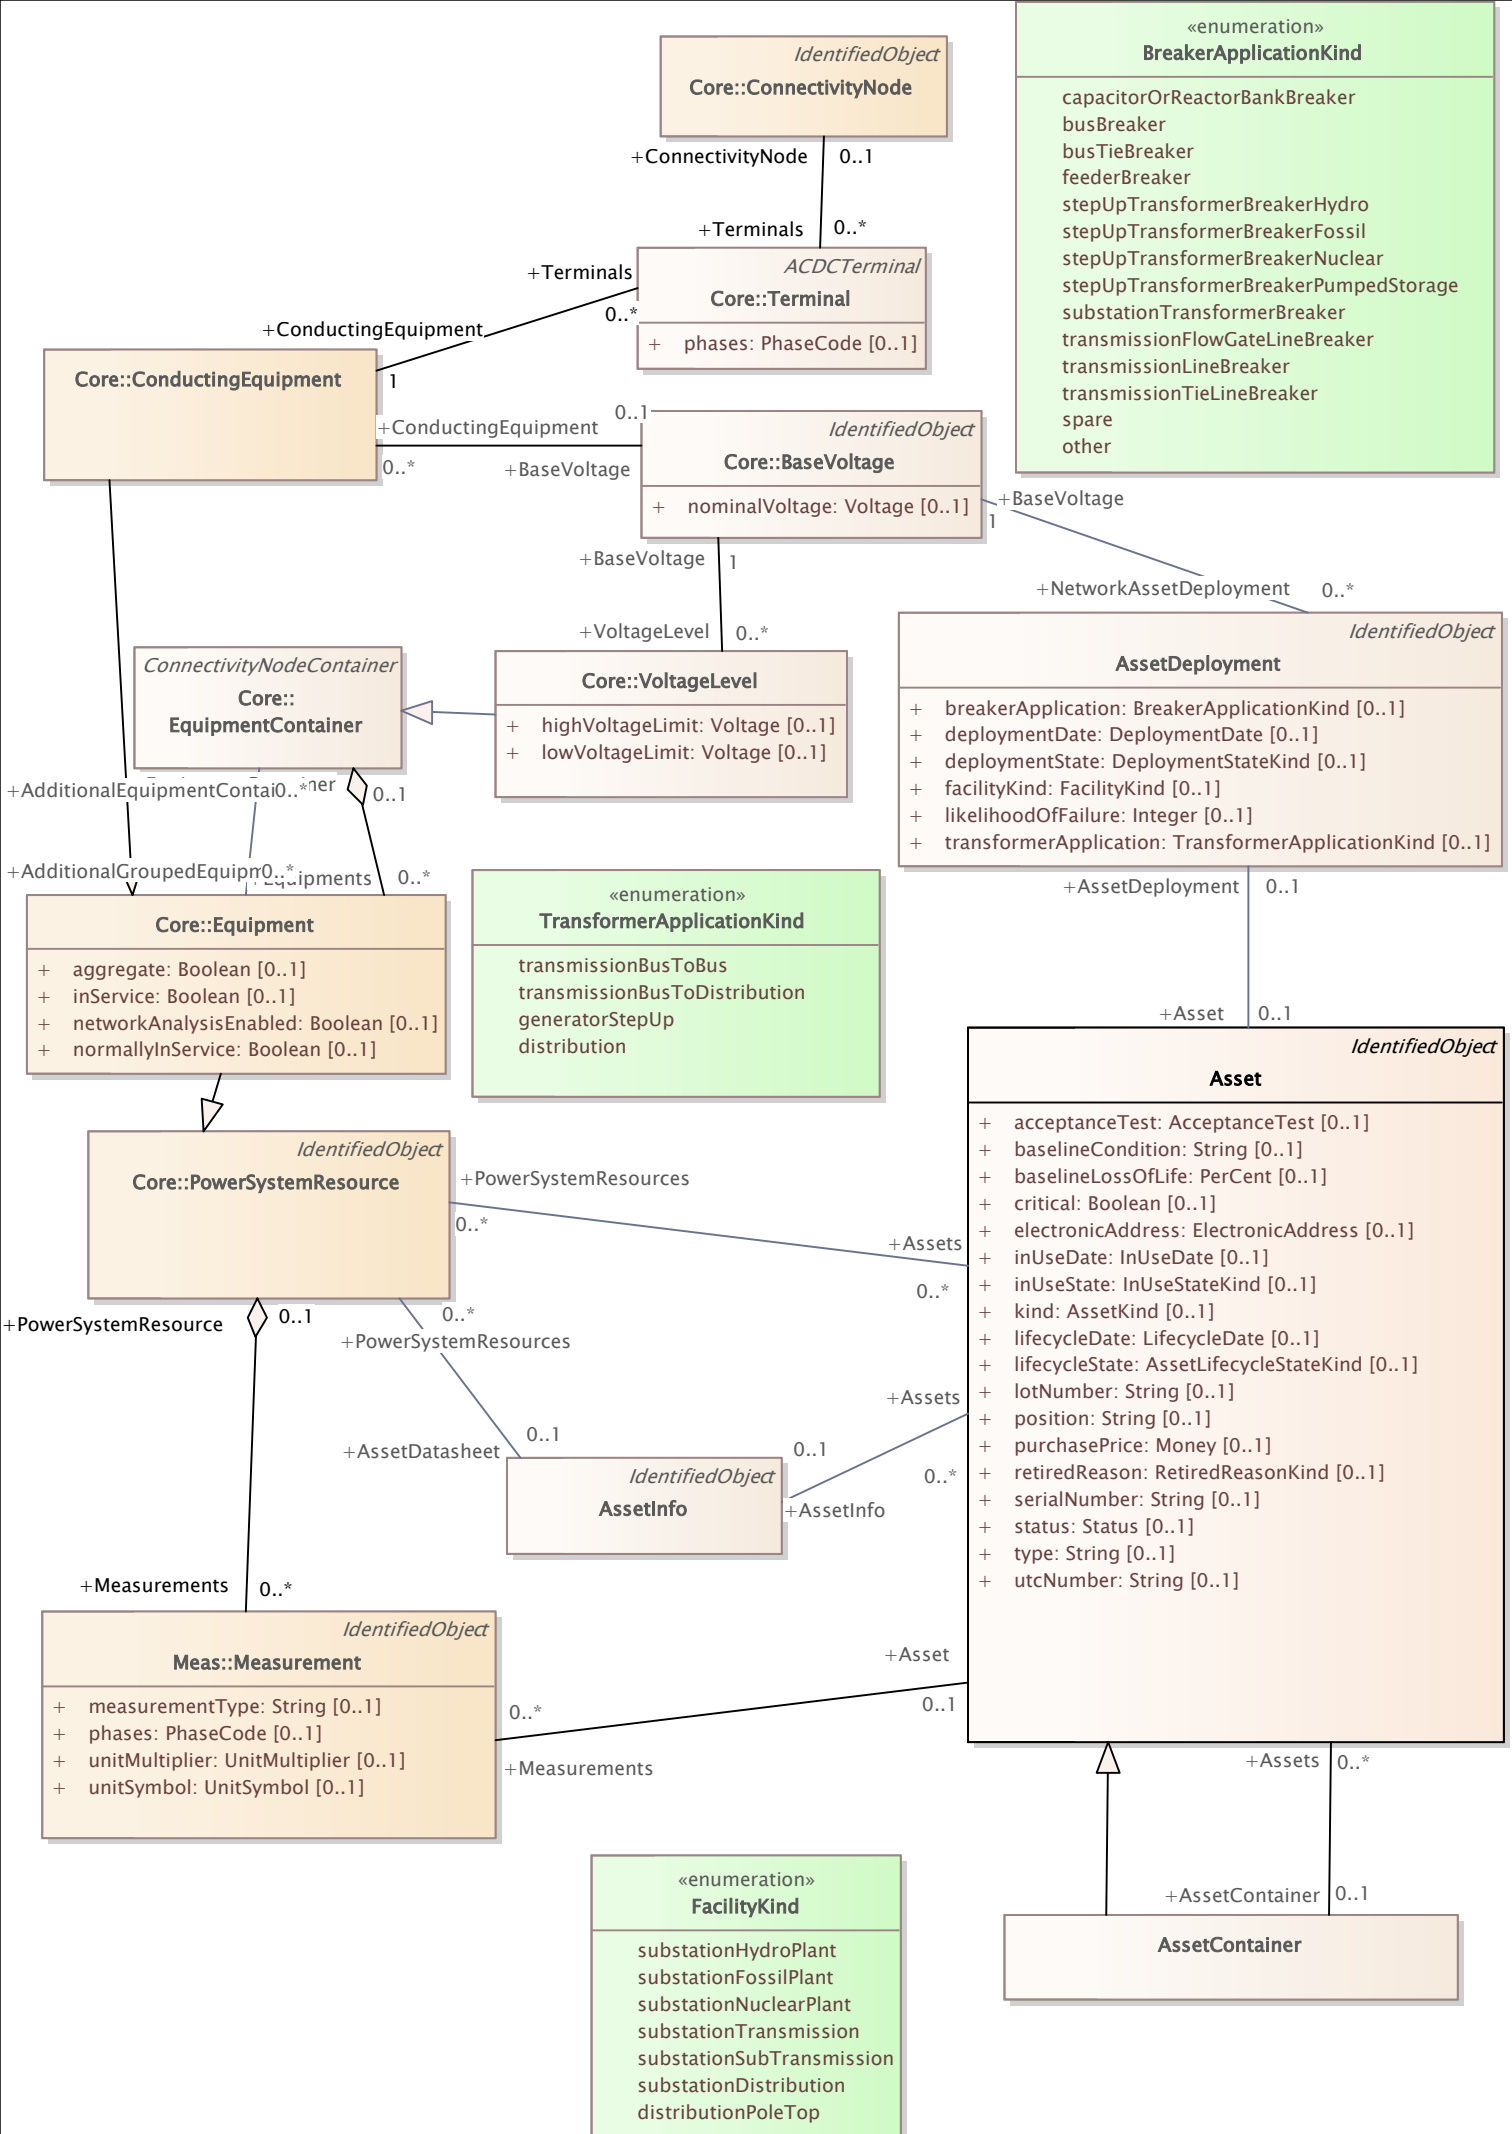 «enumeration»
BreakerApplicationKind
capacitorOrReactorBankBreaker
busBreaker
busTieBreaker
feederBreaker
stepUpTransformerBreakerHydro
stepUpTransformerBreakerFossil
stepUpTransformerBreakerNuclear
stepUpTransformerBreakerPumpedStorage
substationTransformerBreaker
transmissionFlowGateLineBreaker
transmissionLineBreaker
transmissionTieLineBreaker
spare
other
IdentifiedObject
Core::ConnectivityNode
+ConnectivityNode 0..1
+Terminals 0..*
ACDCTerminal
Core::Terminal
+ phases: PhaseCode [0..1]
+Terminals
0..*
+ConductingEquipment
1
Core::ConductingEquipment
0..1
+ConductingEquipment
0..*
+BaseVoltage
IdentifiedObject
Core::BaseVoltage
+ nominalVoltage: Voltage [0..1]
+BaseVoltage
1
+NetworkAssetDeployment 0..*
+BaseVoltage 1
+VoltageLevel 0..*
Core::VoltageLevel
+ highVoltageLimit: Voltage [0..1]
+ lowVoltageLimit: Voltage [0..1]
ConnectivityNodeContainer
Core::
EquipmentContainer
+AdditionalEquipmentContai0..*
0..1
+AdditionalGroupedEquipm0..*
0..*
IdentifiedObject
AssetDeployment
+ breakerApplication: BreakerApplicationKind [0..1]
+ deploymentDate: DeploymentDate [0..1]
+ deploymentState: DeploymentStateKind [0..1]
+ facilityKind: FacilityKind [0..1]
+ likelihoodOfFailure: Integer [0..1]
+ transformerApplication: TransformerApplicationKind [0..1]
+AssetDeployment 0..1
+Asset 0..1
Core::Equipment
+ aggregate: Boolean [0..1]
+ inService: Boolean [0..1]
+ networkAnalysisEnabled: Boolean [0..1]
+ normallyInService: Boolean [0..1]
«enumeration»
TransformerApplicationKind
transmissionBusToBus
transmissionBusToDistribution
generatorStepUp
distribution
IdentifiedObject
Asset
+ acceptanceTest: AcceptanceTest [0..1]
+ baselineCondition: String [0..1]
+ baselineLossOfLife: PerCent [0..1]
+ critical: Boolean [0..1]
+ electronicAddress: ElectronicAddress [0..1]
+ inUseDate: InUseDate [0..1]
+ inUseState: InUseStateKind [0..1]
+ kind: AssetKind [0..1]
+ lifecycleDate: LifecycleDate [0..1]
+ lifecycleState: AssetLifecycleStateKind [0..1]
+ lotNumber: String [0..1]
+ position: String [0..1]
+ purchasePrice: Money [0..1]
+ retiredReason: RetiredReasonKind [0..1]
+ serialNumber: String [0..1]
+ status: Status [0..1]
+ type: String [0..1]
+ utcNumber: String [0..1]
IdentifiedObject
Core::PowerSystemResource
+PowerSystemResources
0..*
+Assets
0..*
+PowerSystemResource 0..1
0..*
+PowerSystemResources
+AssetDatasheet 0..1
IdentifiedObject
AssetInfo
0..1
+AssetInfo
+Assets
0..*
+Measurements 0..*
IdentifiedObject
Meas::Measurement
+ measurementType: String [0..1]
+ phases: PhaseCode [0..1]
+ unitMultiplier: UnitMultiplier [0..1]
+ unitSymbol: UnitSymbol [0..1]
0..*
+Measurements
+Asset
0..1
+Assets 0..*
+AssetContainer 0..1
AssetContainer
«enumeration»
FacilityKind
substationHydroPlant
substationFossilPlant
substationNuclearPlant
substationTransmission
substationSubTransmission
substationDistribution
distributionPoleTop